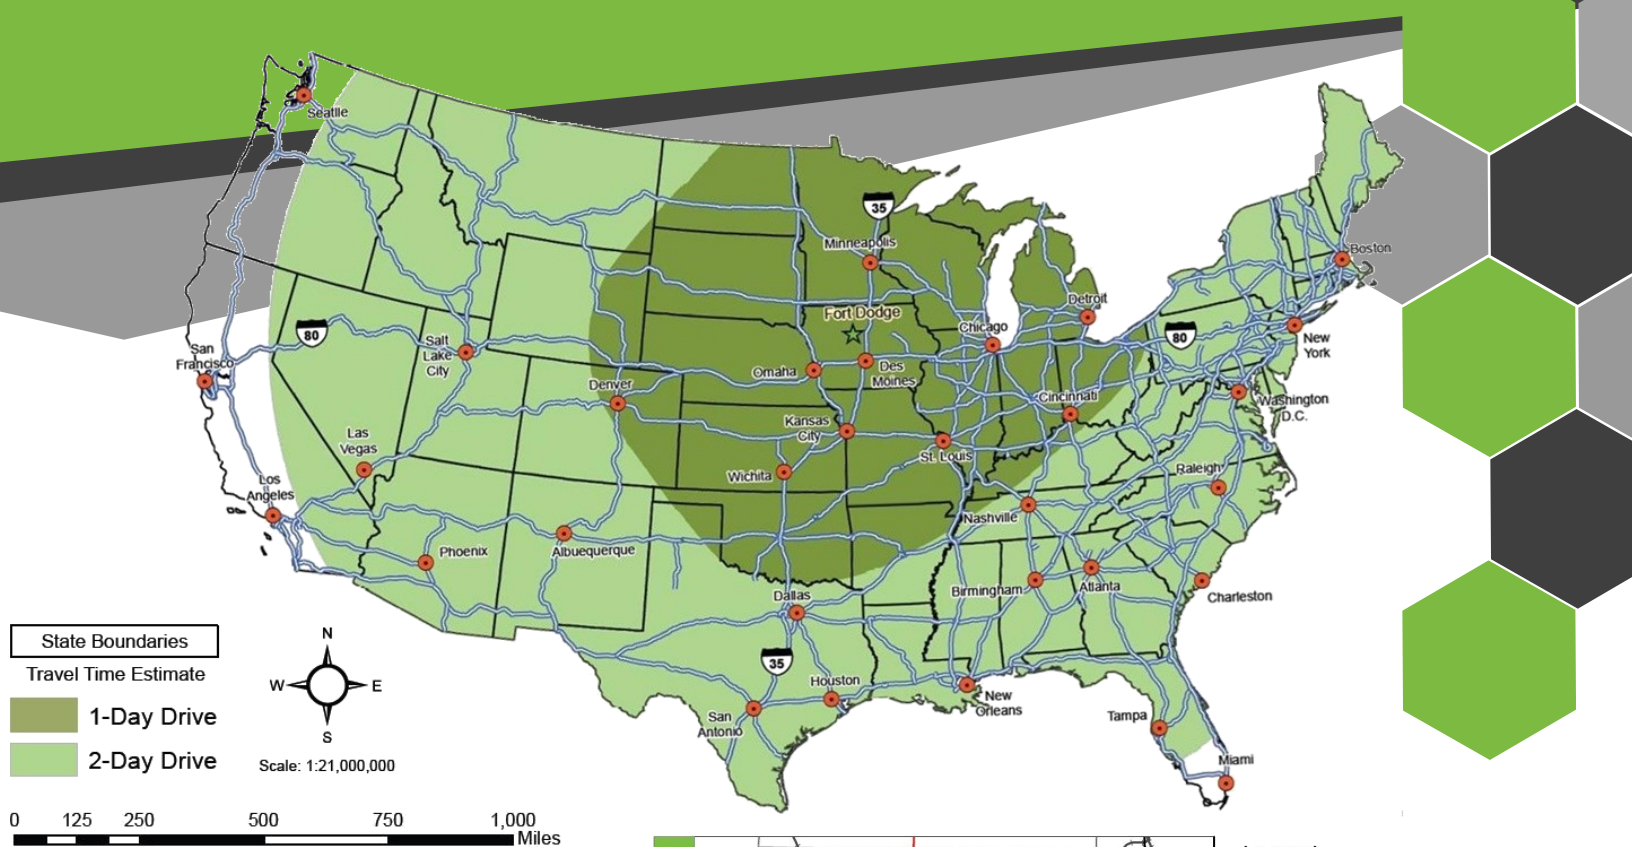 Seatlle
35
Minneapolis
Boston
Detroit
Fort Dodge
80
Chicago
80
New
York
San
Francisco
Salt
Lake
City
Omaha
Des
Moines
Denver
Cincinnati
Washington
D.C.
Kansas
City
Las
Vegas
St. Louis
Wichita
Raleigh
Los
Angeles
Nashville
Albuequerque
Phoenix
Birmingham
Atlanta
Dallas
Charleston
35
Houston
New
Orleans
San
Antonio
Tampa
Miami
State Boundaries
Travel Time Estimate
1-Day Drive
2-Day Drive
N
W
E
S
Scale: 1:21,000,000
0 125 250 500 750 1,000
Miles